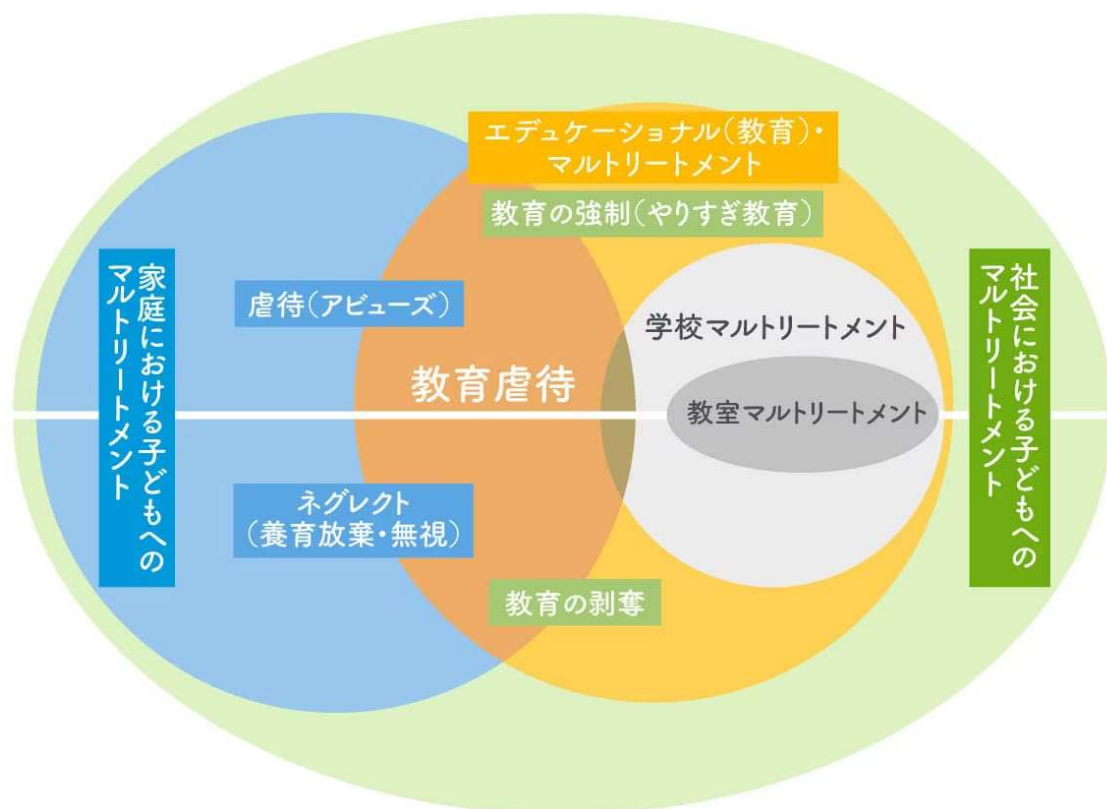 エデュケーショナル(教育)・
マルトリートメント
教育の強制(やりすぎ教育)
家庭における子どもへの
マルトリートメント
虐待(アビューズ)
教育虐待
ネグレクト
(養育放棄・無視)
教育の剥奪
学校マルトリートメント
教室マルトリートメント
社会における子どもへの
マルトリートメント